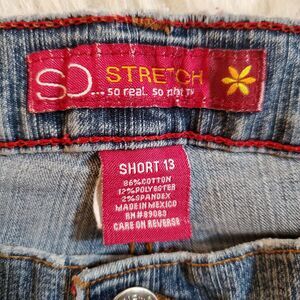 SO... STRETCH
so real. so
SHORT 13
86% COTTON
12% POLYESTER
2% SPANDEX
MADE IN MEXICO
RN#89083
CARE ON REVERSE